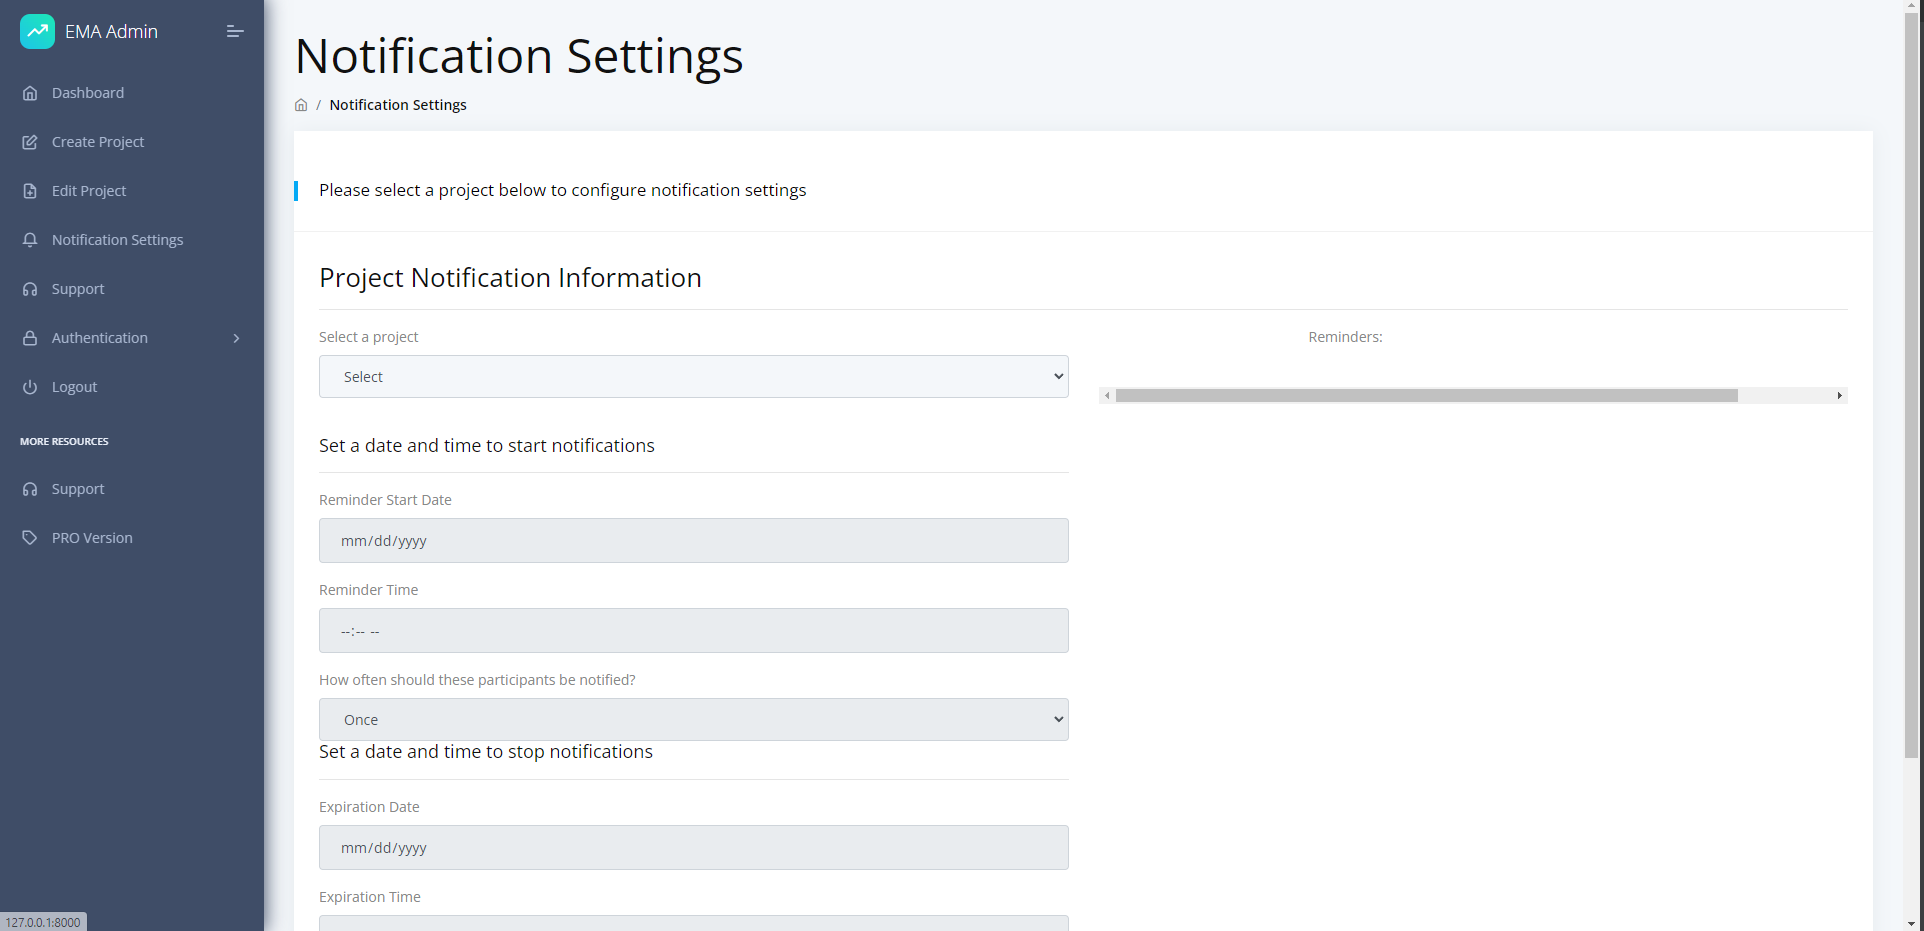 EMA Admin
Dashboard
Create Project
Edit Project
Notification Settings
Support
Authentication
Logout
MORE RESOURCES
Support
PRO Version
127.0.0.1:8000
Notification Settings
/ Notification Settings
Please select a project below to configure notification settings
Project Notification Information
Select a project
Select
Reminders:
Set a date and time to start notifications
Reminder Start Date
mm/dd/yyyy
Reminder Time
--:-- --
How often should these participants be notified?
Once
Set a date and time to stop notifications
Expiration Date
mm/dd/yyyy
Expiration Time